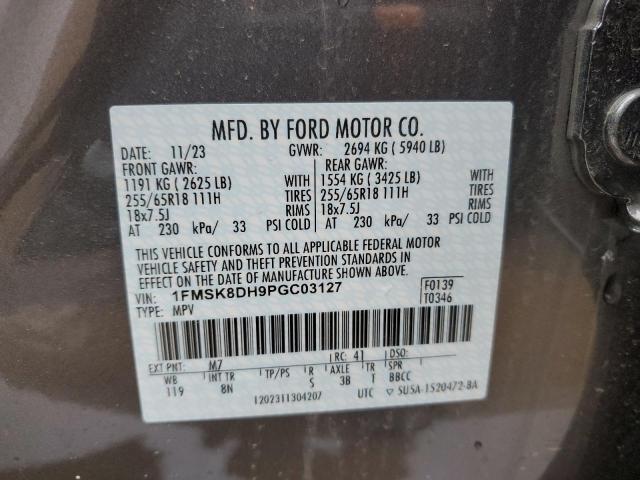 MFD. BY FORD MOTOR CO.
DATE: 11/23 GVWR: 2694 KG ( 5940 LB)
FRONT GAWR: REAR GAWR:
1191 KG ( 2625 LB) WITH 1554 KG ( 3425 LB) WITH
255/65R18 111H TIRES 255/65R18 111H TIRES
18x7.5J RIMS 18x7.5J RIMS
AT 230 kPa/ 33 PSI COLD AT 230 kPa/ 33 PSI COLD
THIS VEHICLE CONFORMS TO ALL APPLICABLE FEDERAL MOTOR
VEHICLE SAFETY AND THEFT PREVENTION STANDARDS IN
EFFECT ON THE DATE OF MANUFACTURE SHOWN ABOVE.
VIN: 1FMSK8DH9PGC03127 F0139
TYPE: MPV T0346
EXT PNT: M7 RC: 41 DSO:
WB INT TR TP/PS R AXLE TR SPR
119 8N S 3B T BBCC
1202311304207 UTC ▽ SU5A-1520472-BA